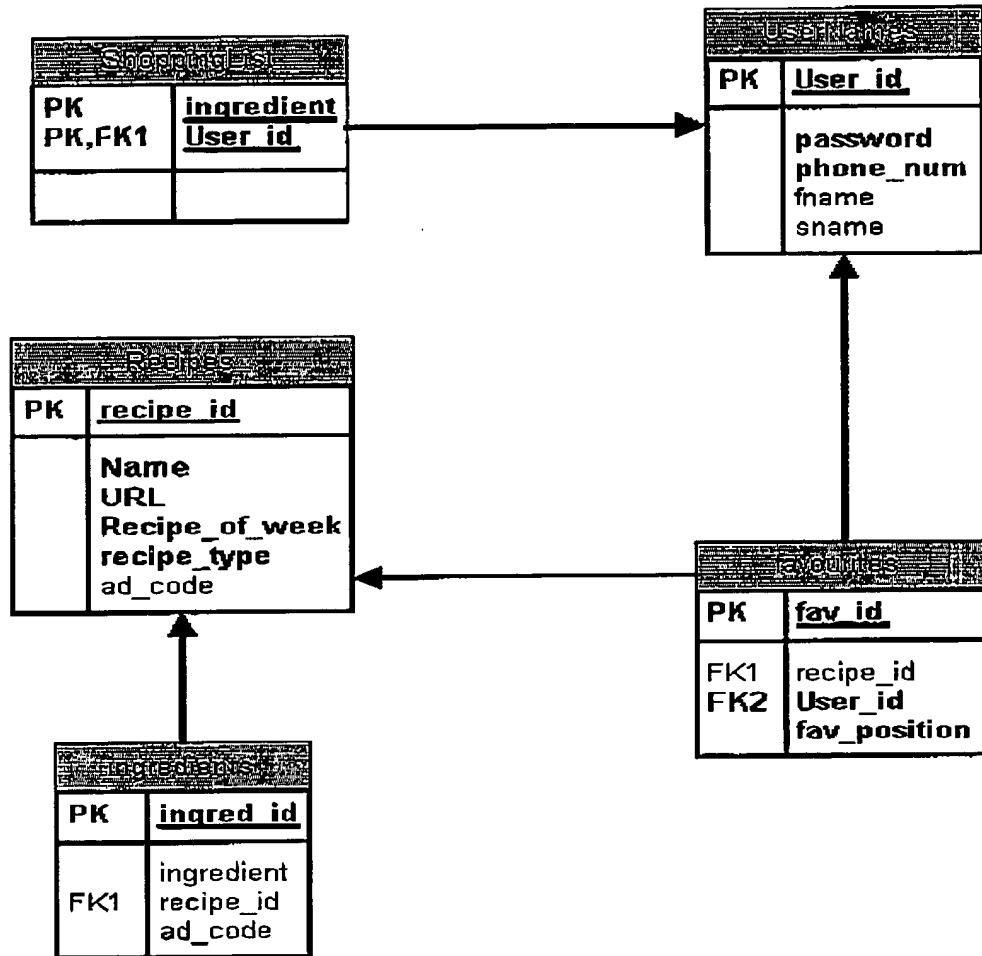 ShoppingList
PK ingredient
PK,FK1 User_id
UserNames
PK User_id
password
phone_num
fname
sname
Recipes
PK recipe_id
Name
URL
Recipe_of_week
recipe_type
ad_code
favourites
PK fav_id
FK1 recipe_id
FK2 User_id
fav_position
ingredients
PK ingred_id
ingredient
FK1 recipe_id
ad_code